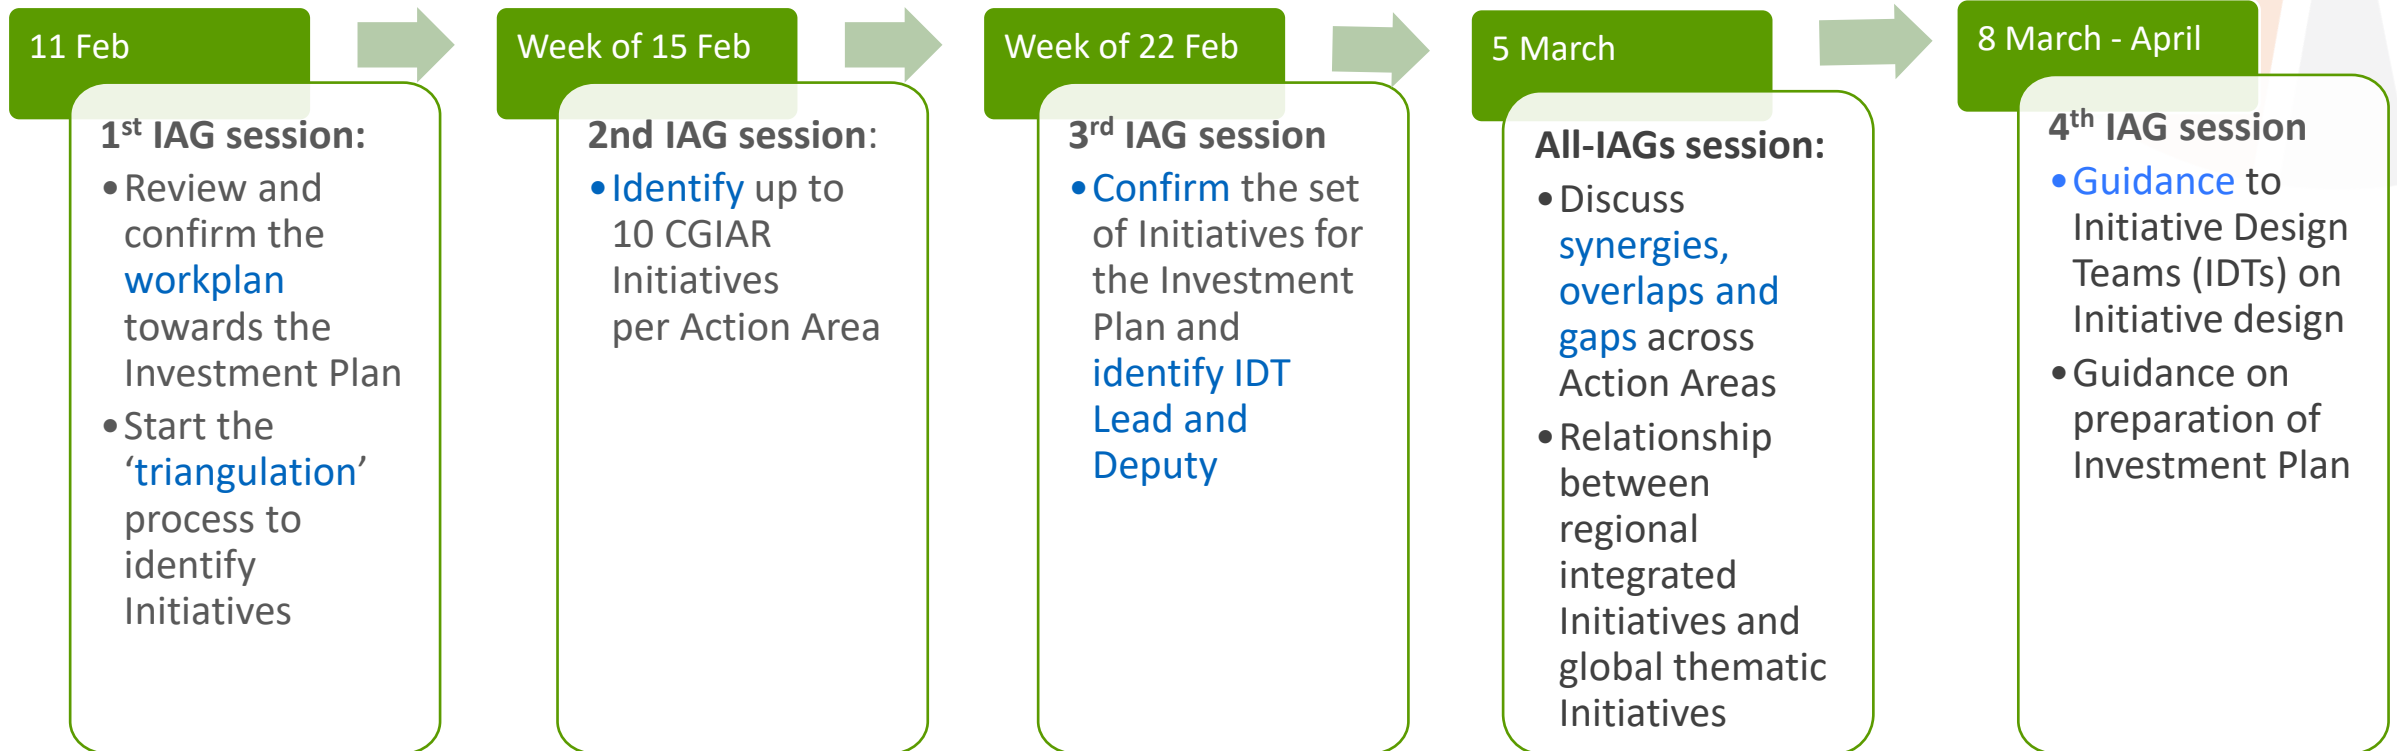 11 Feb
1st IAG session:
•Review and
confirm the
workplan
towards the
Investment Plan
•Start the
‘triangulation’
process to
identify
Initiatives
Week of 15 Feb
2nd IAG session:
•Identify up to
10 CGIAR
Initiatives
per Action Area
Week of 22 Feb
3rd IAG session
•Confirm the set
of Initiatives for
the Investment
Plan and
identify IDT
Lead and
Deputy
5 March
All-IAGs session:
•Discuss
synergies,
overlaps and
gaps across
Action Areas
•Relationship
between
regional
integrated
Initiatives and
global thematic
Initiatives
8 March - April
4th IAG session
•Guidance to
Initiative Design
Teams (IDTs) on
Initiative design
•Guidance on
preparation of
Investment Plan